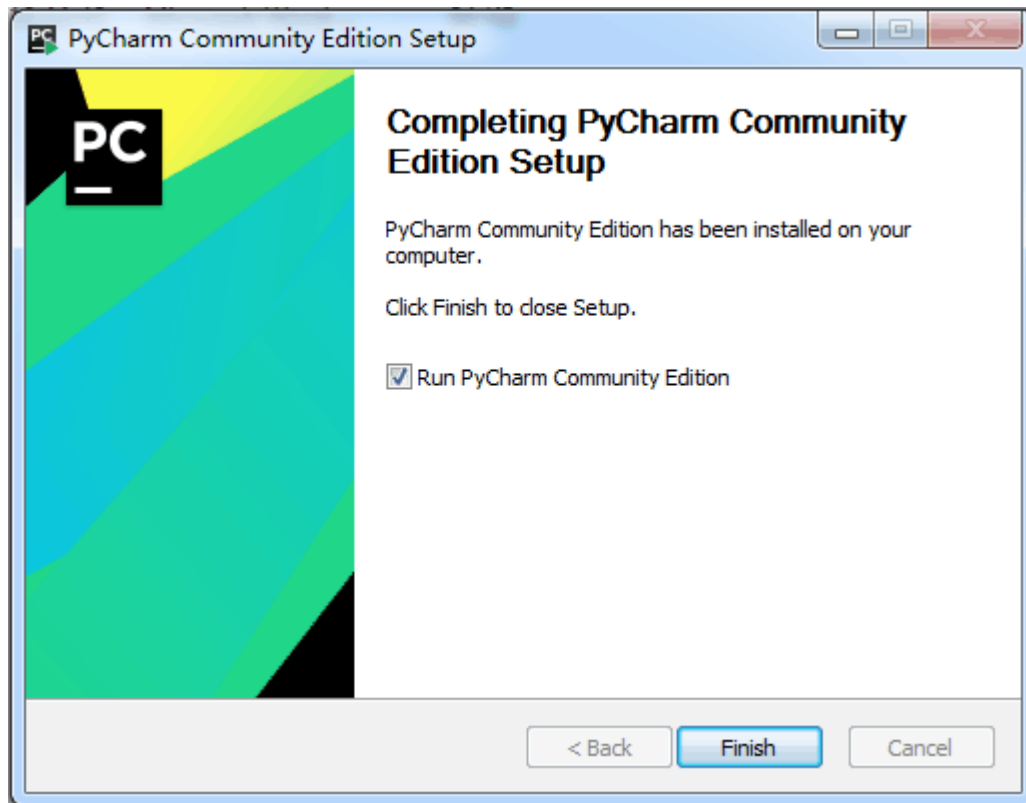 PyCharm Community Edition Setup
PC
Completing PyCharm Community
Edition Setup
PyCharm Community Edition has been installed on your
computer.
Click Finish to close Setup.
Run PyCharm Community Edition
< Back
Finish
Cancel